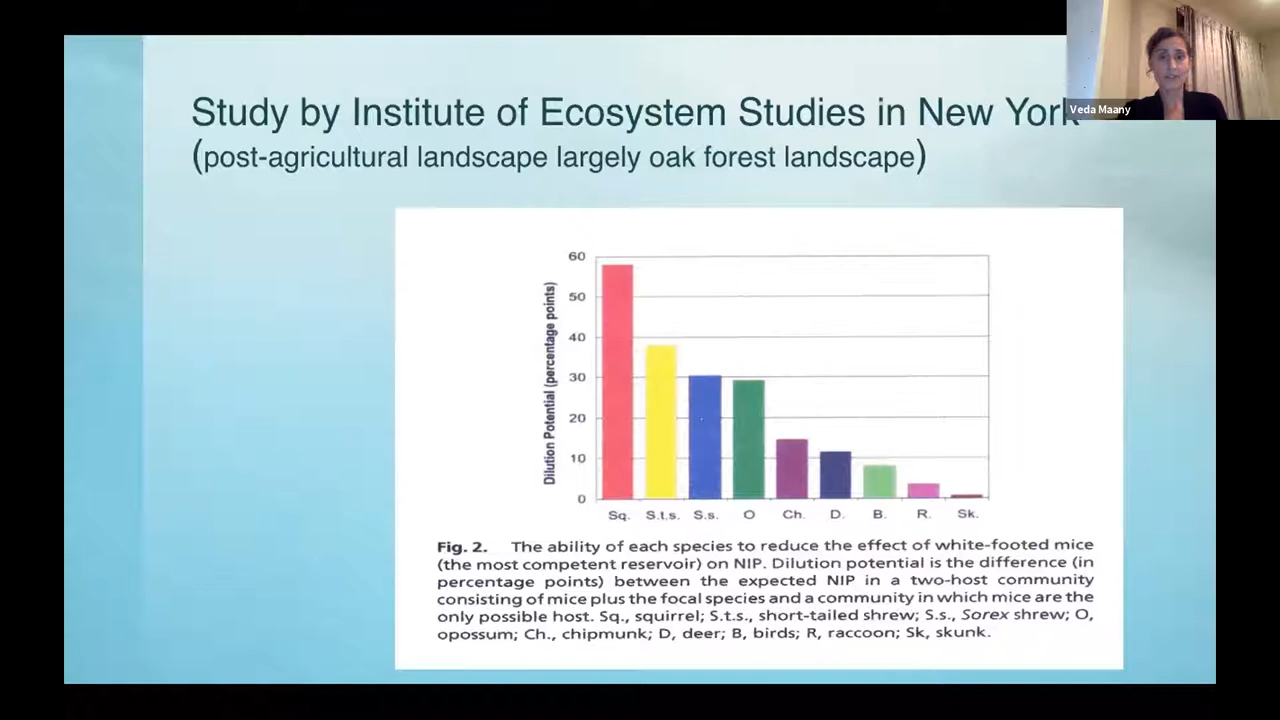 Study by Institute of Ecosystem Studies in New York
(post-agricultural landscape largely oak forest landscape)
Veda Maany
Dilution Potential (percentage points)
60
50
40
30
20
10
0
Sq. S.t.s. S.s. O Ch. D. B. R. Sk.
Fig. 2. The ability of each species to reduce the effect of white-footed mice
(the most competent reservoir) on NIP. Dilution potential is the difference (in
percentage points) between the expected NIP in a two-host community
consisting of mice plus the focal species and a community in which mice are the
only possible host. Sq., squirrel; S.t.s., short-tailed shrew; S.s., Sorex shrew; O,
opossum; Ch., chipmunk; D, deer; B, birds; R, raccoon; Sk, skunk.